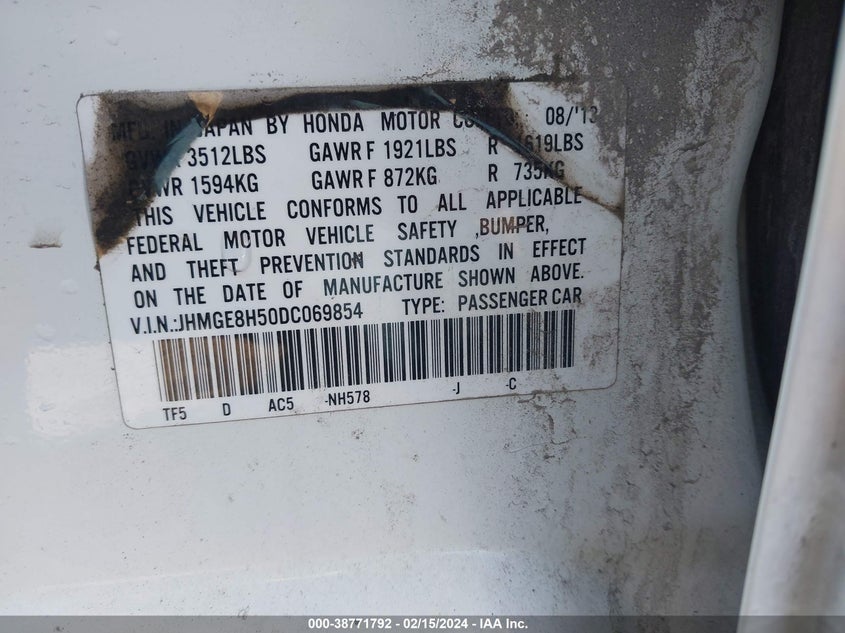 MFD. IN JAPAN BY HONDA MOTOR 08/'13
GVWR 3512LBS GAWR F 1921LBS R 1619LBS
GVWR 1594KG GAWR F 872KG R 735KG
THIS VEHICLE CONFORMS TO ALL APPLICABLE
FEDERAL MOTOR VEHICLE SAFETY ,BUMPER,
AND THEFT PREVENTION STANDARDS IN EFFECT
ON THE DATE OF MANUFACTURE SHOWN ABOVE.
V.I.N.:JHMGE8H50DC069854 TYPE: PASSENGER CAR
TF5 D AC5 -NH578 -J -C
000-38771792 - 02/15/2024 - IAA Inc.